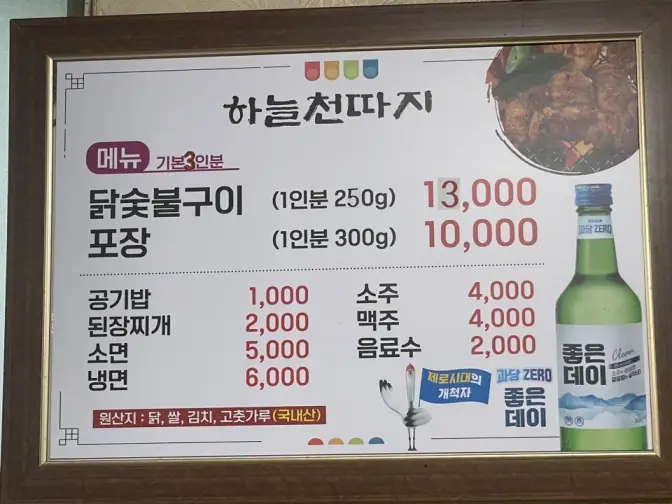 하늘천따지
메뉴 기본3인분
닭숯불구이 (1인분 250g) 13,000
포장 (1인분 300g) 10,000
공기밥 1,000
된장찌개 2,000
소면 5,000
냉면 6,000
소주 4,000
맥주 4,000
음료수 2,000
원산지 : 닭, 쌀, 김치, 고춧가루(국내산)
제로시대의
개척자
과당 ZERO
좋은
데이
과당 ZERO
좋은
데이
Clean